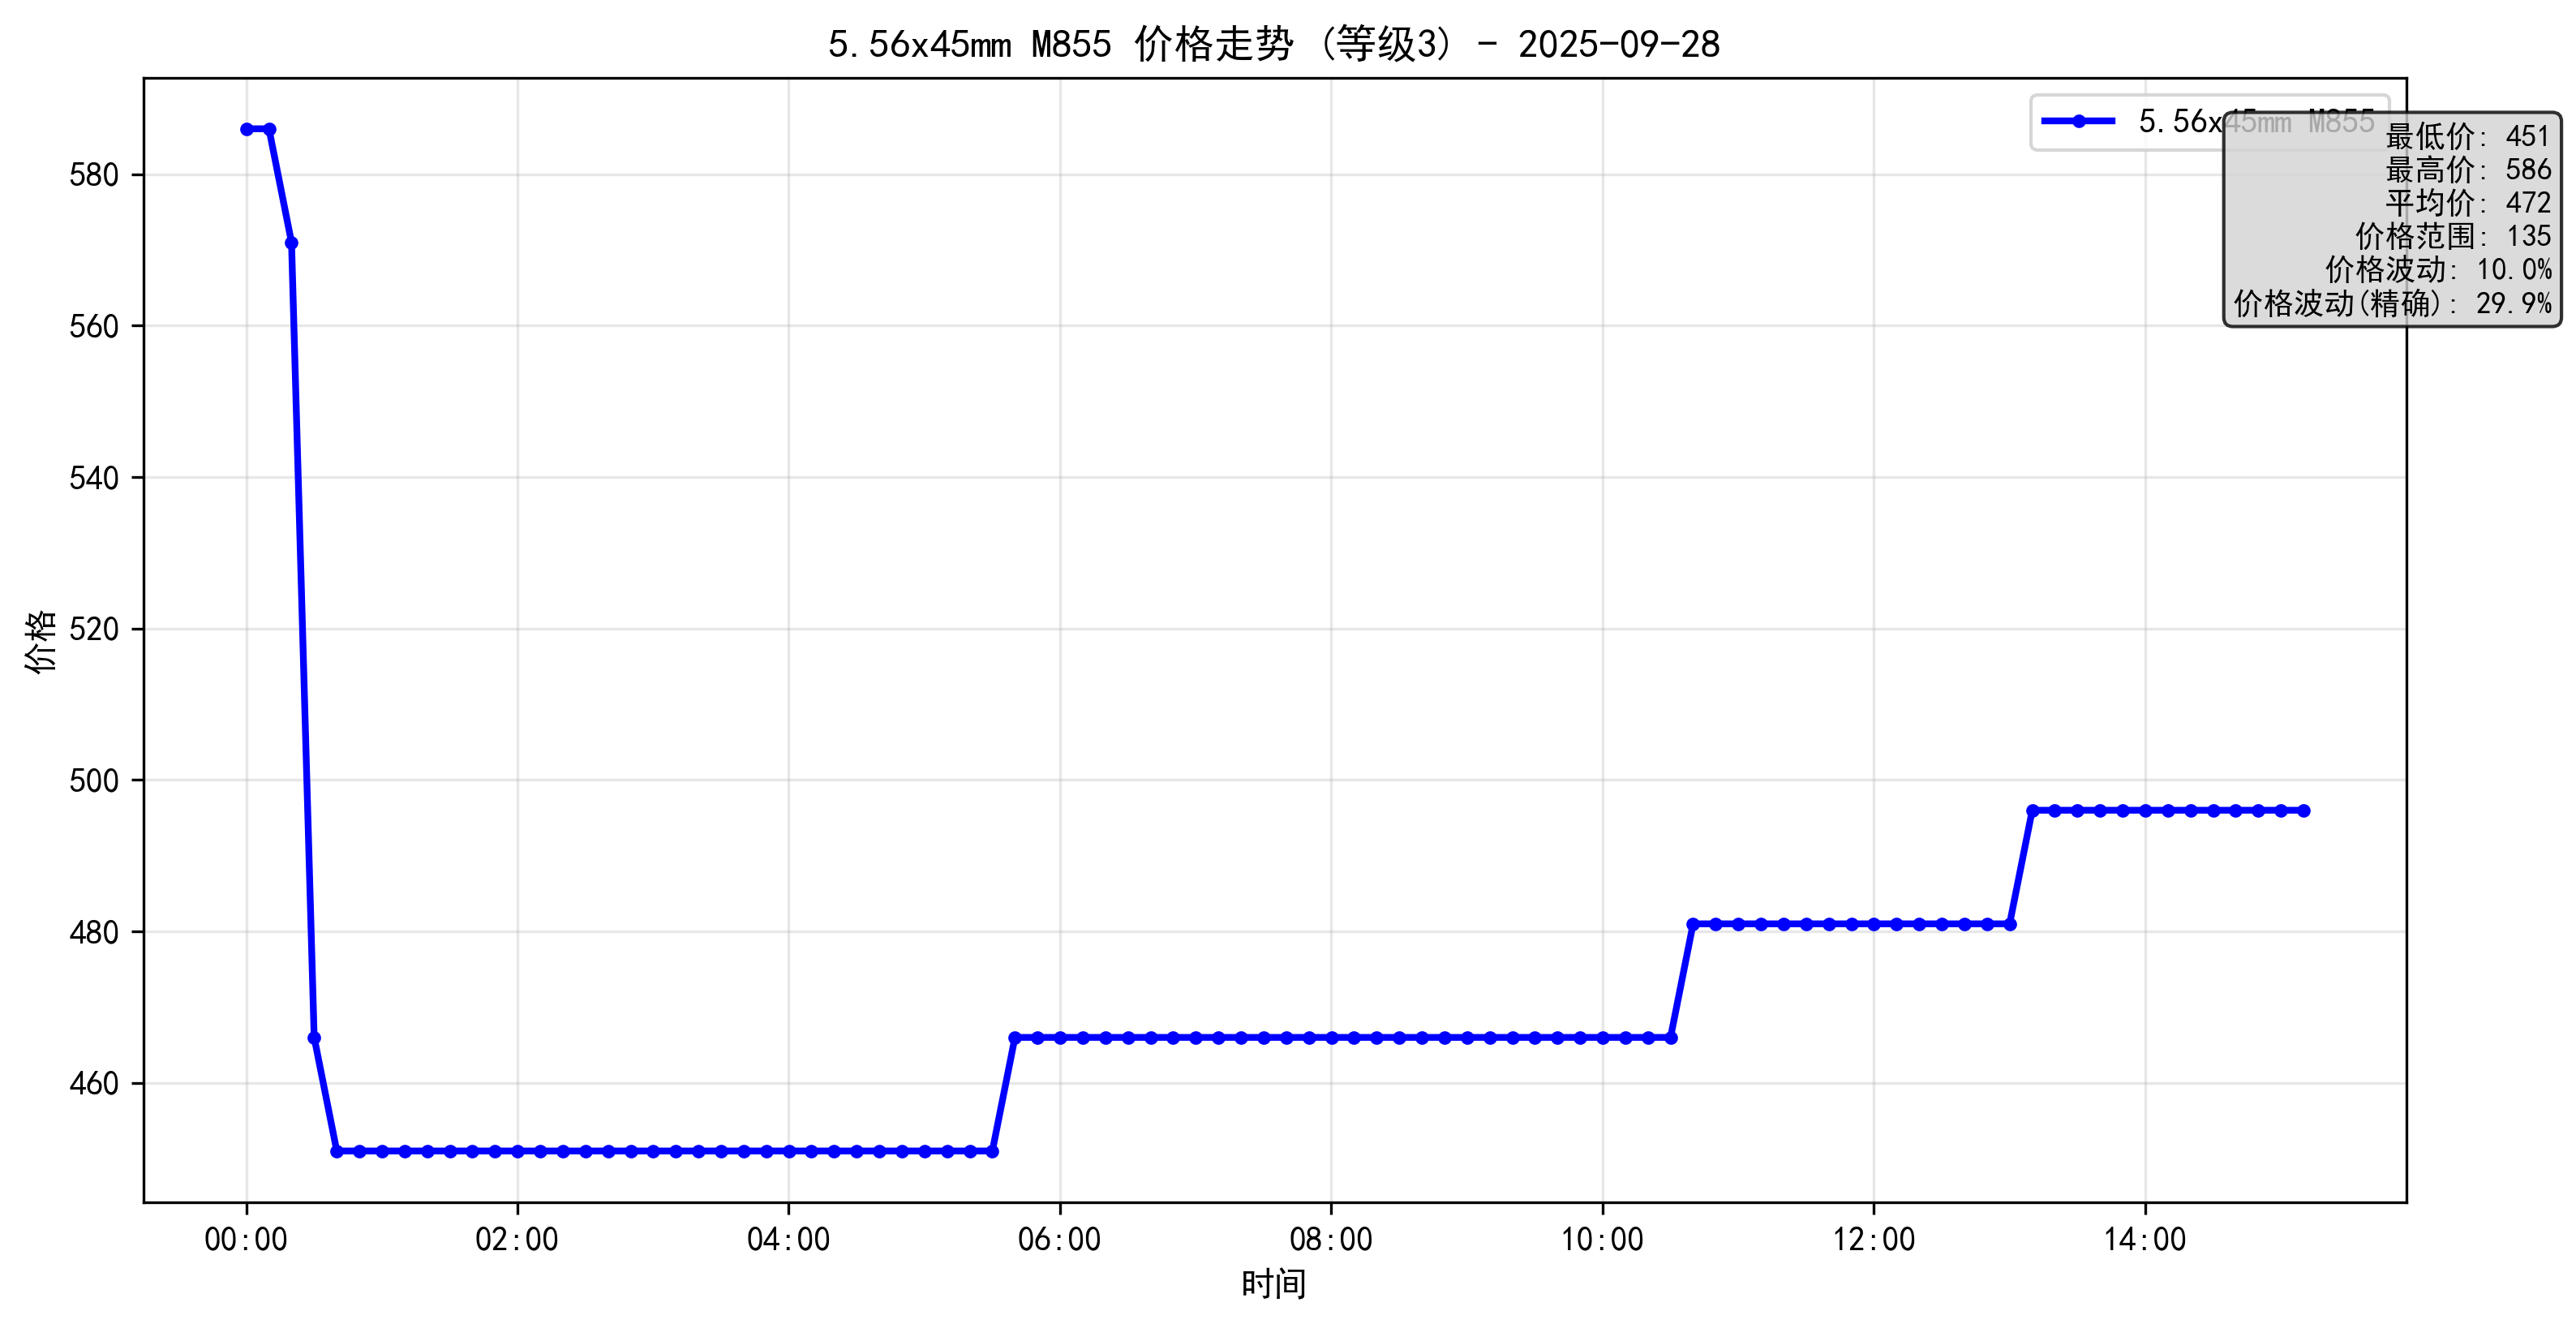 5.56x45mm M855 价格走势 (等级3) - 2025-09-28
5.56x45mm M855
最低价: 451
最高价: 586
平均价: 472
价格范围: 135
价格波动: 10.0%
价格波动(精确): 29.9%
价格
580
560
540
520
500
480
460
00:00 02:00 04:00 06:00 08:00 10:00 12:00 14:00
时间